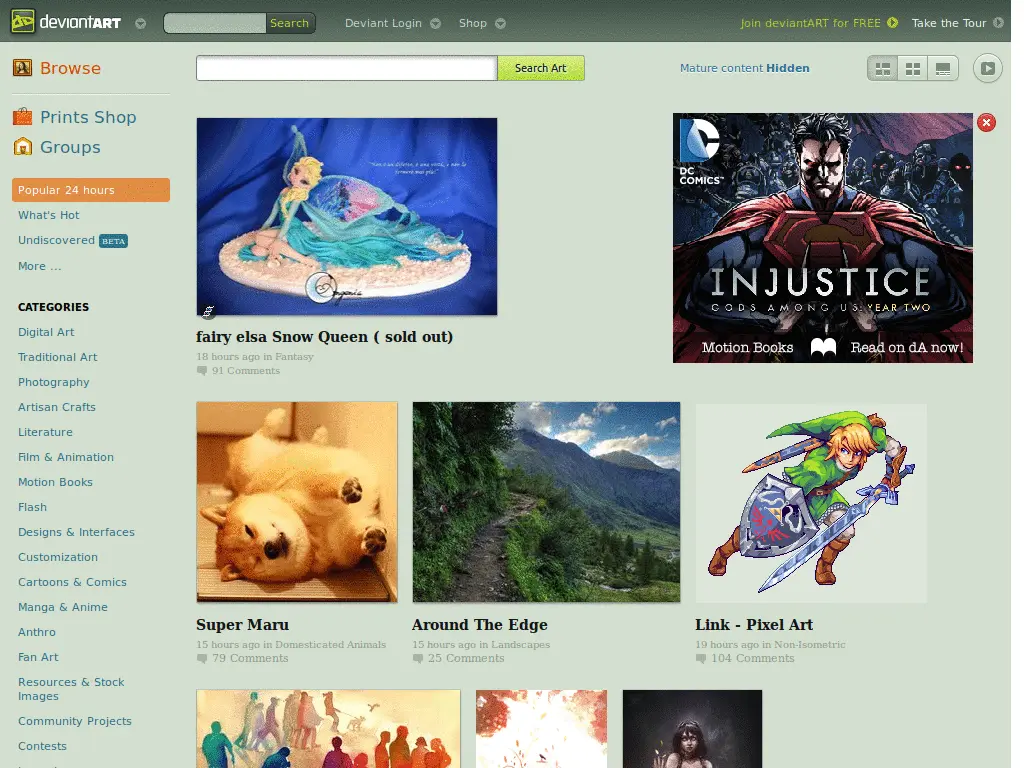 deviantART
Search
Deviant Login
Shop
Join deviantART for FREE
Take the Tour
Browse
Search Art
Mature content Hidden
Prints Shop
Groups
Popular 24 hours
What's Hot
Undiscovered BETA
More ...
CATEGORIES
Digital Art
Traditional Art
Photography
Artisan Crafts
Literature
Film & Animation
Motion Books
Flash
Designs & Interfaces
Customization
Cartoons & Comics
Manga & Anime
Anthro
Fan Art
Resources & Stock
Images
Community Projects
Contests
fairy elsa Snow Queen ( sold out)
18 hours ago in Fantasy
91 Comments
DC
COMICS™
INJUSTICE
GODS AMONG US: YEAR TWO
Motion Books
Read on dA now!
Super Maru
15 hours ago in Domesticated Animals
79 Comments
Around The Edge
15 hours ago in Landscapes
25 Comments
Link - Pixel Art
19 hours ago in Non-Isometric
104 Comments